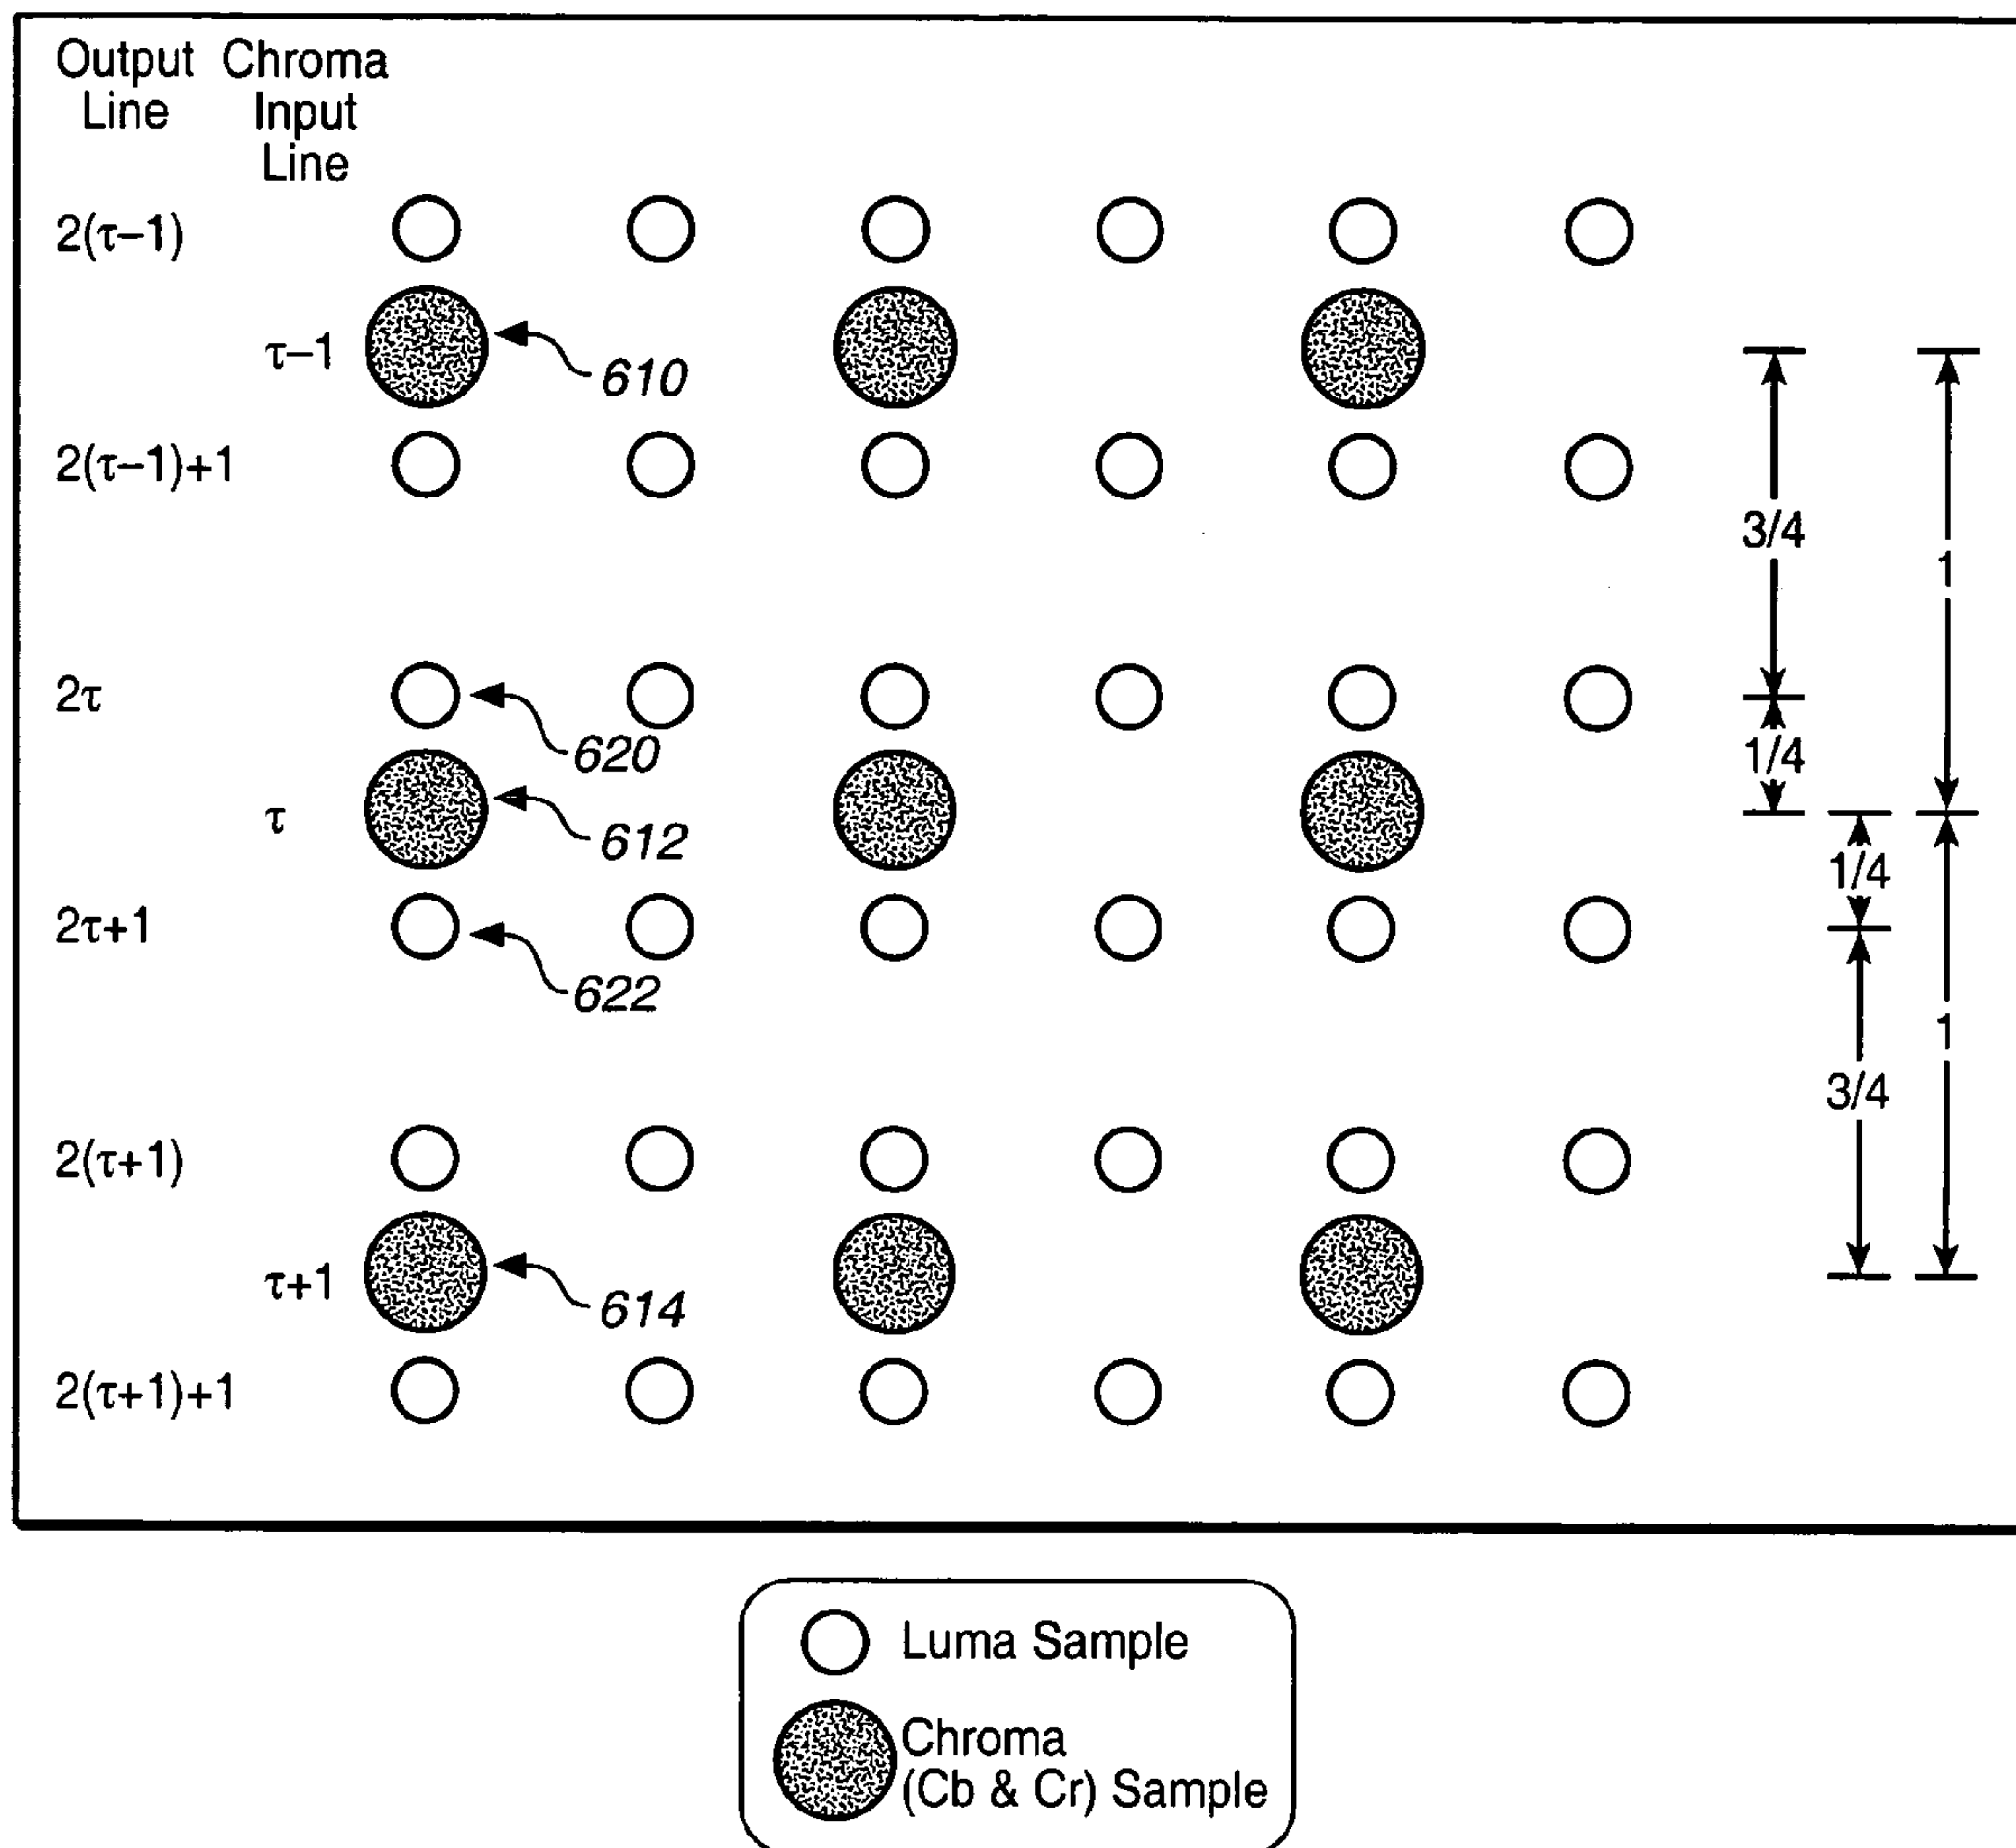 Output Chroma
Line Input
Line
2(τ−1)
τ−1
610
2(τ−1)+1
3/4
1
2τ
620
1/4
τ
612
1/4
2τ+1
622
1
3/4
2(τ+1)
τ+1
614
2(τ+1)+1
Luma Sample
Chroma
(Cb & Cr) Sample